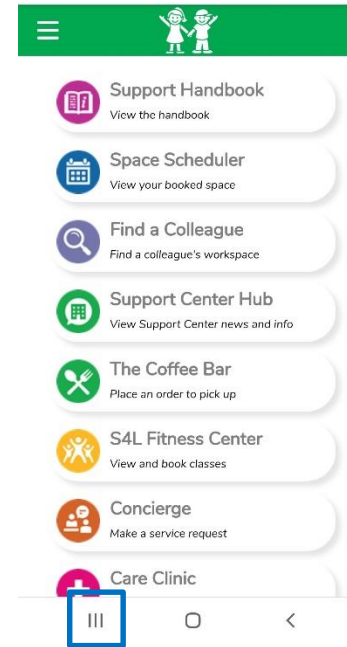 Support Handbook
View the handbook
Space Scheduler
View your booked space
Find a Colleague
Find a colleague's workspace
Support Center Hub
View Support Center news and info
The Coffee Bar
Place an order to pick up
S4L Fitness Center
View and book classes
Concierge
Make a service request
Care Clinic